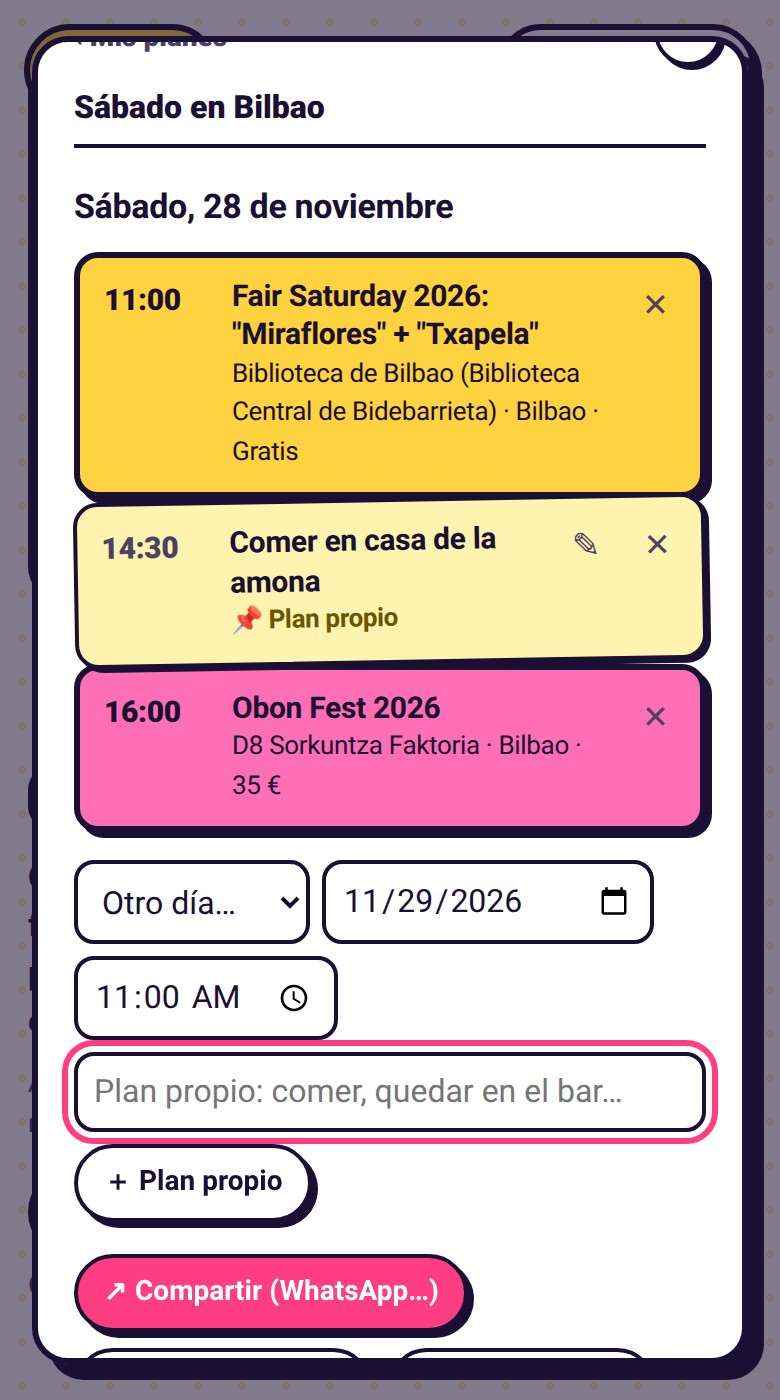 ‹ Mis planes
Sábado en Bilbao
Sábado, 28 de noviembre
11:00
Fair Saturday 2026:
"Miraflores" + "Txapela"
✕
Biblioteca de Bilbao (Biblioteca
Central de Bidebarrieta) · Bilbao ·
Gratis
14:30
Comer en casa de la
amona
✎ ✕
📌 Plan propio
16:00
Obon Fest 2026
✕
D8 Sorkuntza Faktoria · Bilbao ·
35 €
Otro día...
11/29/2026
11:00 AM
Plan propio: comer, quedar en el bar...
+ Plan propio
↗ Compartir (WhatsApp...)